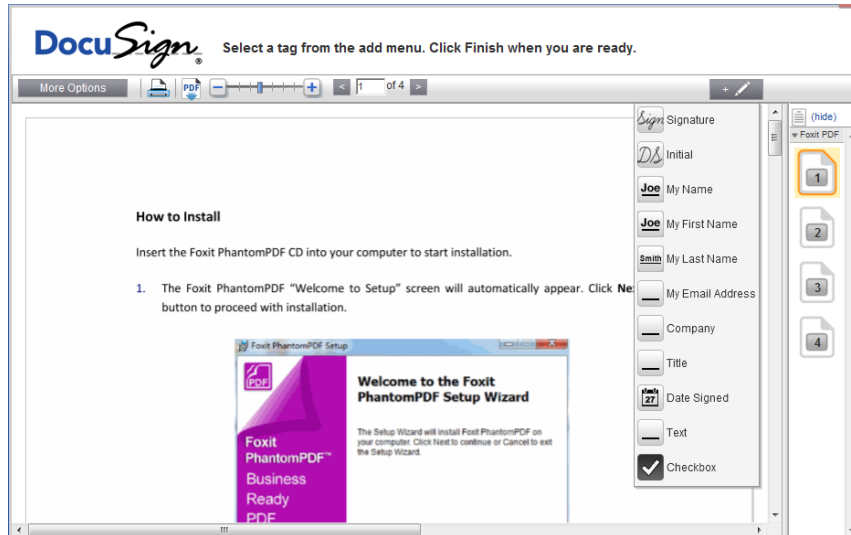 DocuSign® Select a tag from the add menu. Click Finish when you are ready.
More Options PDF 1 of 4 +
(hide)
Foxit PDF
Sign Signature
DS Initial
Joe My Name
Joe My First Name
Smith My Last Name
My Email Address
Company
Title
27 Date Signed
Text
Checkbox
1
2
3
4
How to Install
Insert the Foxit PhantomPDF CD into your computer to start installation.
1. The Foxit PhantomPDF “Welcome to Setup” screen will automatically appear. Click Ne
button to proceed with installation.
Foxit PhantomPDF Setup
PDF
Welcome to the Foxit
PhantomPDF Setup Wizard
The Setup Wizard will install Foxit PhantomPDF on
your computer. Click Next to continue or Cancel to exit
the Setup Wizard.
Foxit
PhantomPDF™
Business
Ready
PDF